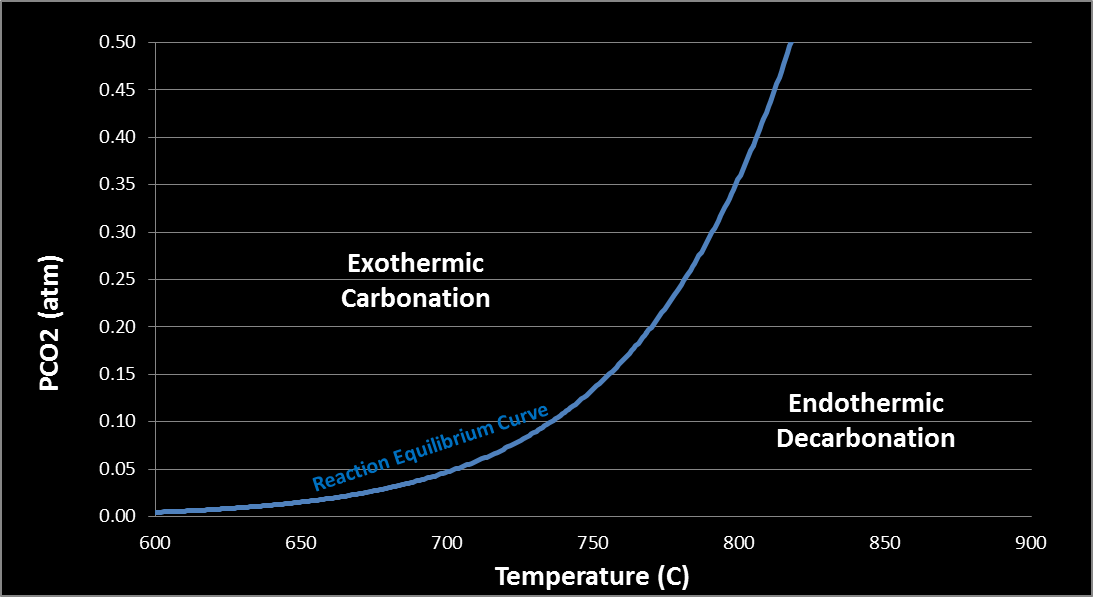 0.50
0.45
0.40
0.35
0.30
0.25
0.20
0.15
0.10
0.05
0.00
PCO2 (atm)
Exothermic
Carbonation
Endothermic
Decarbonation
Reaction Equilibrium Curve
600 650 700 750 800 850 900
Temperature (C)